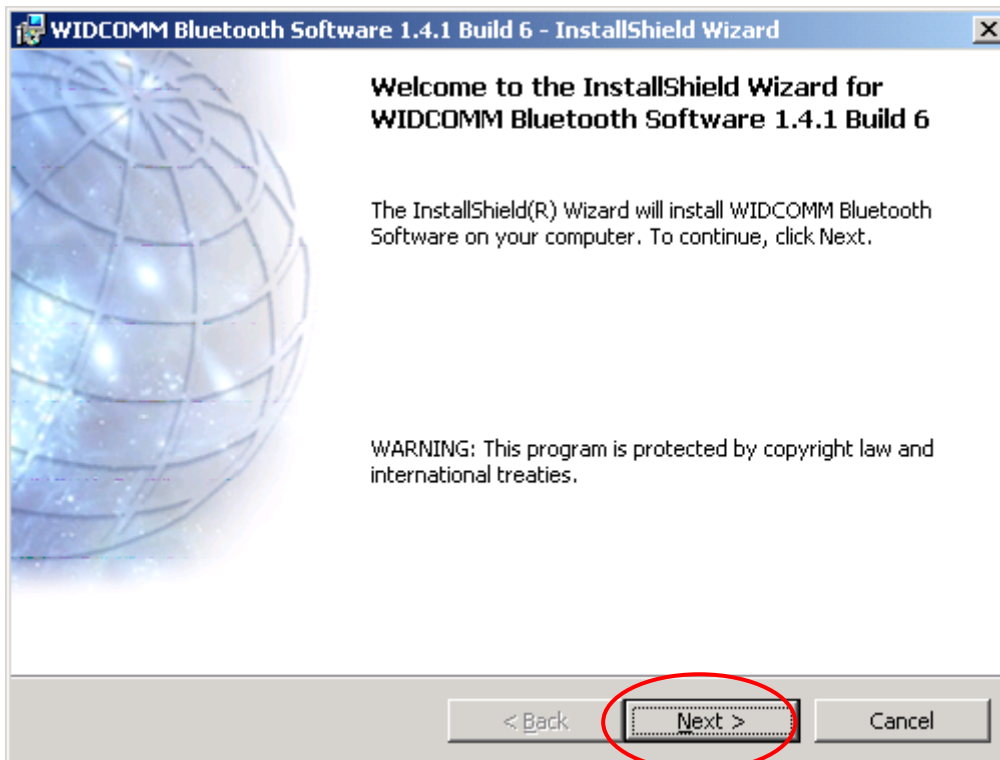 WIDCOMM Bluetooth Software 1.4.1 Build 6 - InstallShield Wizard
Welcome to the InstallShield Wizard for
WIDCOMM Bluetooth Software 1.4.1 Build 6
The InstallShield(R) Wizard will install WIDCOMM Bluetooth
Software on your computer. To continue, click Next.
WARNING: This program is protected by copyright law and
international treaties.
< Back Next > Cancel